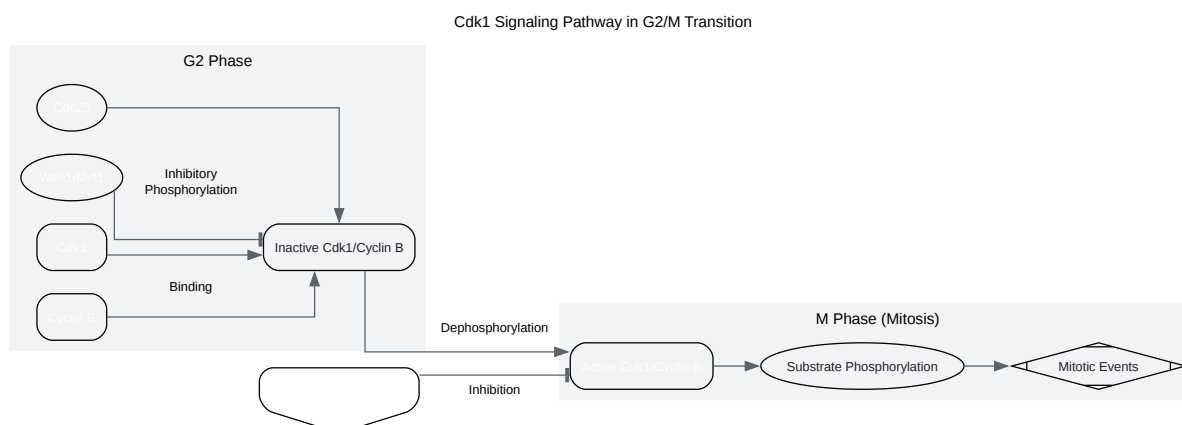 Cdk1 Signaling Pathway in G2/M Transition
G2 Phase
Cdc25
Wee1/Myt1
Inhibitory
Phosphorylation
Cdk1
Inactive Cdk1/Cyclin B
Binding
Cyclin B
Dephosphorylation
M Phase (Mitosis)
Active Cdk1/Cyclin B
Substrate Phosphorylation
Mitotic Events
Inhibition